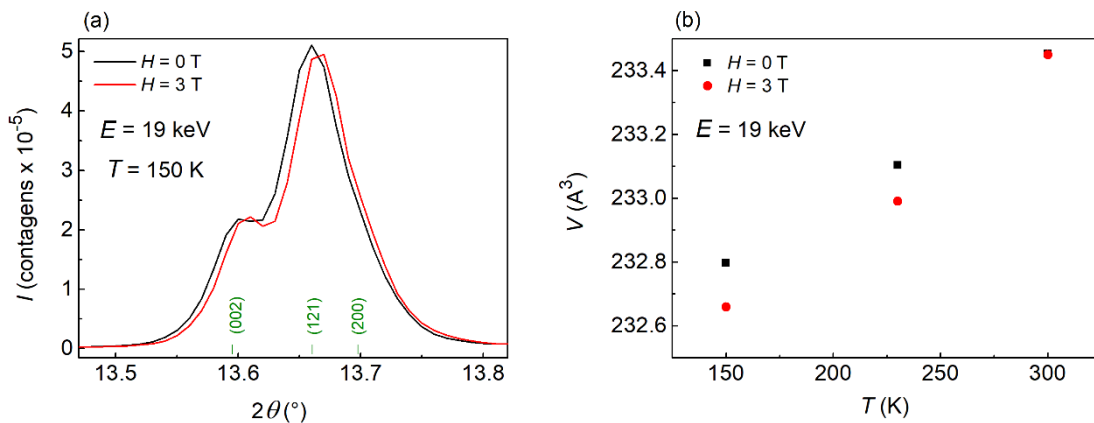 (a)
H = 0 T
H = 3 T
E = 19 keV
T = 150 K
I (contagens x 10⁻⁵)
5
4
3
2
1
0
(002)
(121)
(200)
13.5
13.6
13.7
13.8
2θ (°)
(b)
H = 0 T
H = 3 T
E = 19 keV
V (A³)
233.4
233.2
233.0
232.8
232.6
150
200
250
300
T (K)